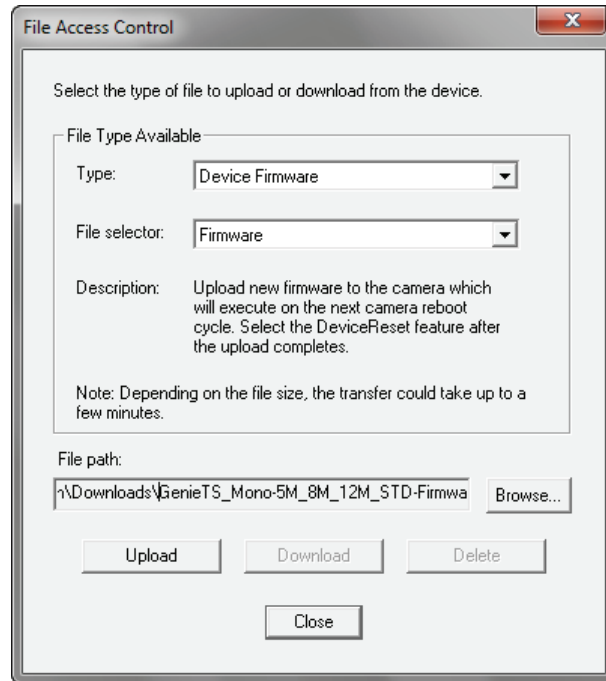 File Access Control
Select the type of file to upload or download from the device.
File Type Available
Type: Device Firmware
File selector: Firmware
Description: Upload new firmware to the camera which
will execute on the next camera reboot
cycle. Select the DeviceReset feature after
the upload completes.
Note: Depending on the file size, the transfer could take up to a
few minutes.
File path:
\Downloads\GenieTS_Mono-5M_8M_12M_STD-Firmwa Browse...
Upload Download Delete
Close